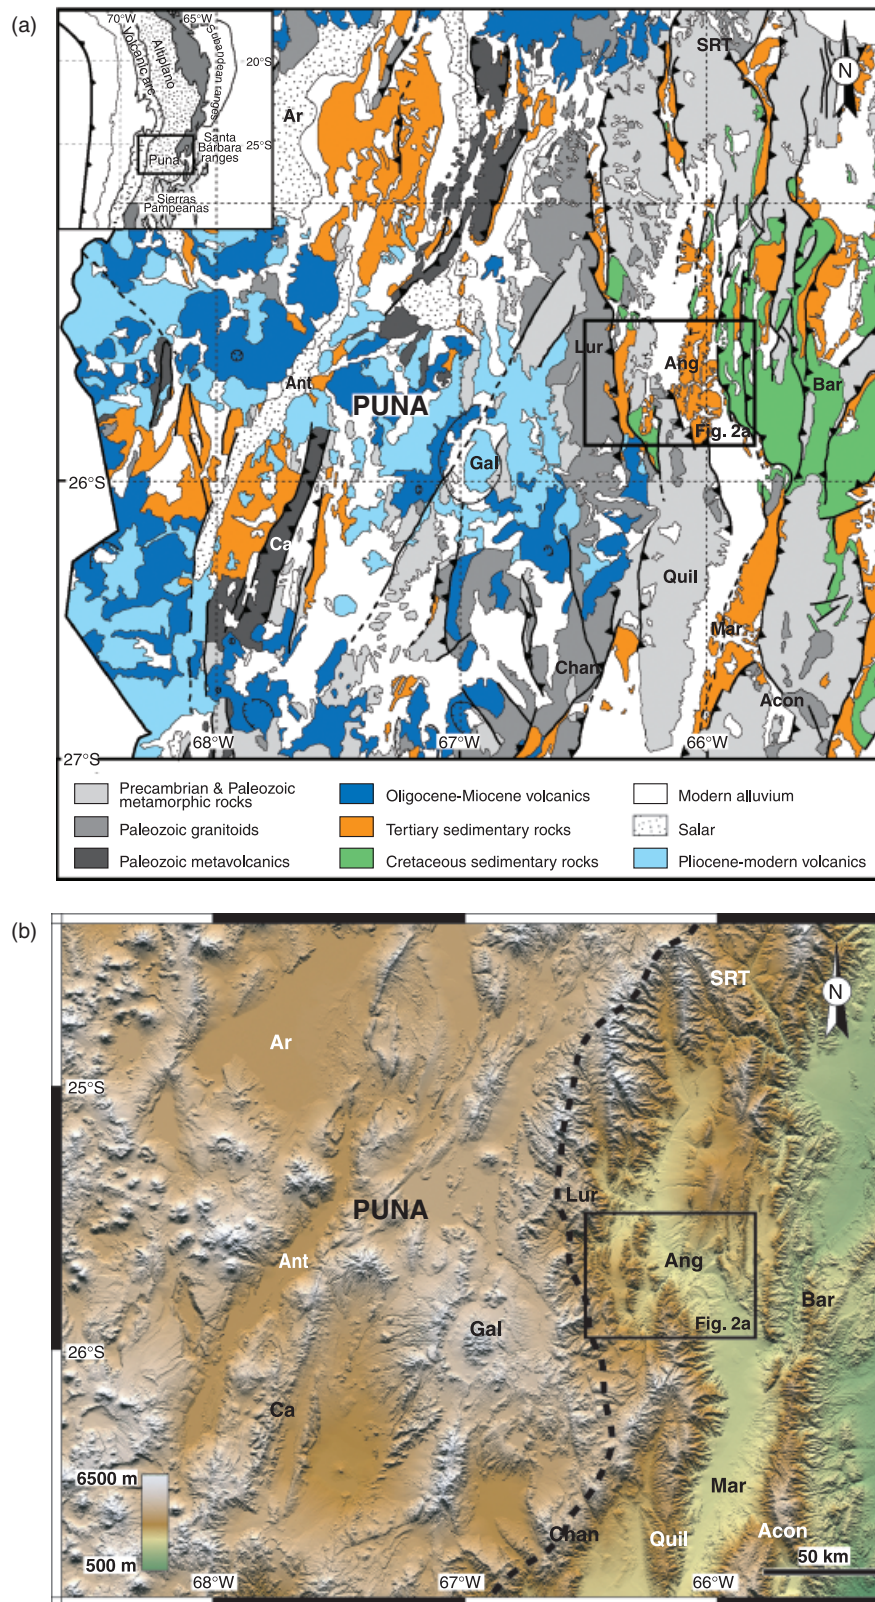 (a)
70°W
65°W
Volcanic arc
Altiplano
Subandean ranges
20°S
25°S
Santa
Barbara
ranges
Puna
Sierras
Pampeanas
SRT
N
Ar
Lur
Ang
Ant
PUNA
Bar
Fig. 2a
Gal
26°S
Ca
Quil
Mar
Chan
Acon
68°W
67°W
66°W
27°S
Precambrian & Paleozoic
metamorphic rocks
Oligocene-Miocene volcanics
Modern alluvium
Paleozoic granitoids
Tertiary sedimentary rocks
Salar
Paleozoic metavolcanics
Cretaceous sedimentary rocks
Pliocene-modern volcanics
(b)
SRT
N
Ar
25°S
Lur
PUNA
Ant
Ang
Bar
Gal
Fig. 2a
26°S
Ca
6500 m
Mar
Chan
Quil
Acon
500 m
50 km
68°W
67°W
66°W